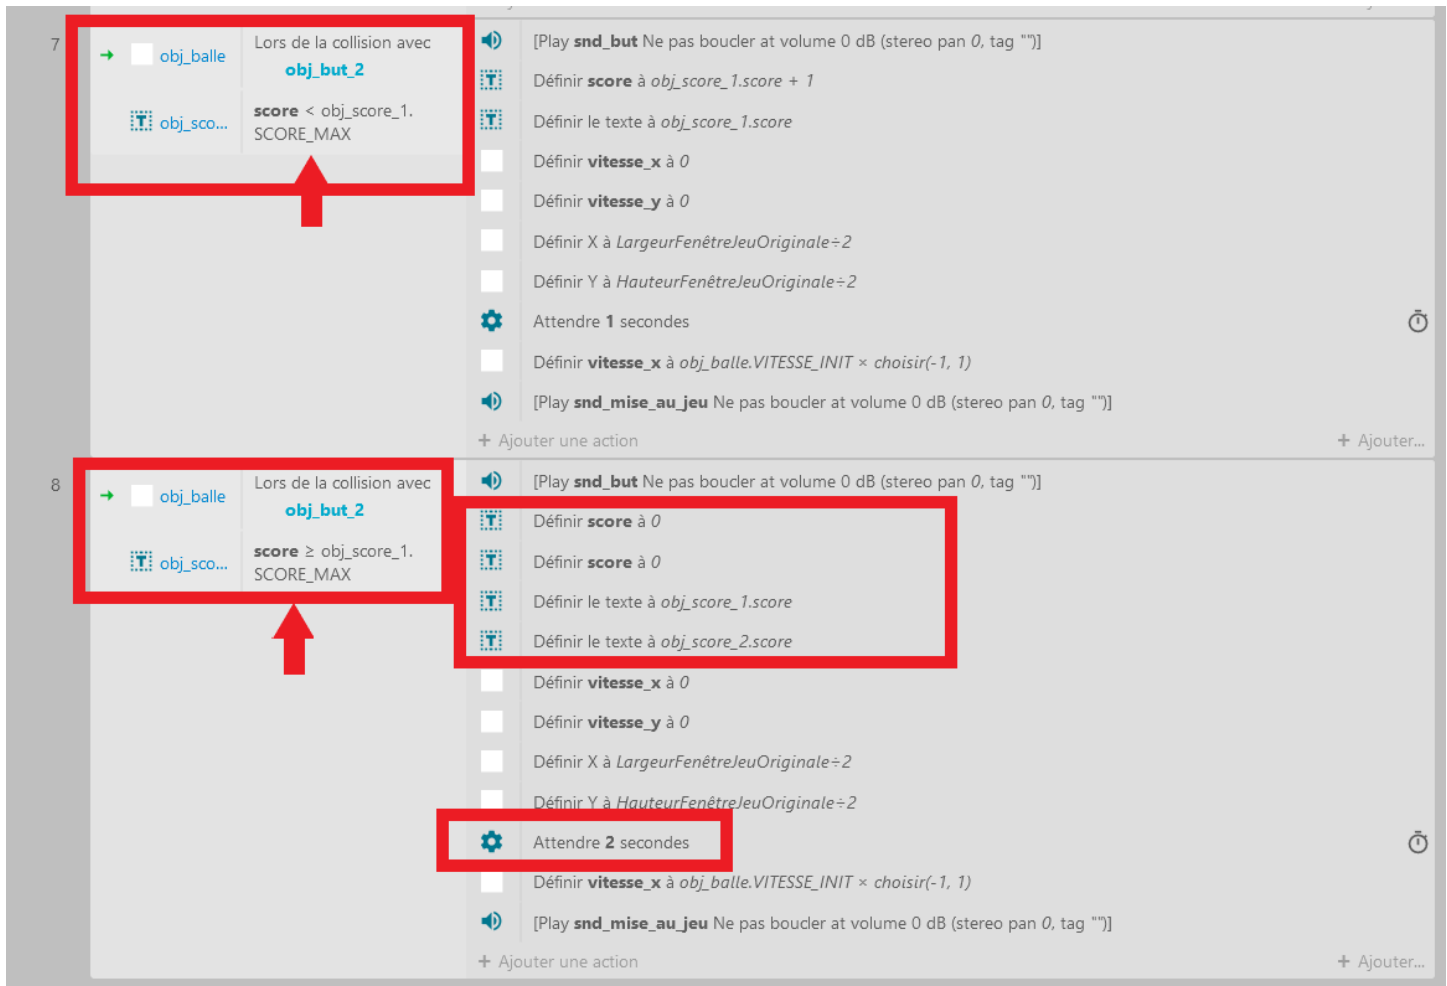 7
obj_balle
Lors de la collision avec
obj_but_2
obj_sco...
score < obj_score_1.
SCORE_MAX
[Play snd_but Ne pas boucler at volume 0 dB (stereo pan 0, tag "")]
Définir score à obj_score_1.score + 1
Définir le texte à obj_score_1.score
Définir vitesse_x à 0
Définir vitesse_y à 0
Définir X à LargeurFenêtreJeuOriginale÷2
Définir Y à HauteurFenêtreJeuOriginale÷2
Attendre 1 secondes
Définir vitesse_x à obj_balle.VITESSE_INIT × choisir(-1, 1)
[Play snd_mise_au_jeu Ne pas boucler at volume 0 dB (stereo pan 0, tag "")]
+ Ajouter une action
+ Ajouter...
8
obj_balle
Lors de la collision avec
obj_but_2
obj_sco...
score ≥ obj_score_1.
SCORE_MAX
[Play snd_but Ne pas boucler at volume 0 dB (stereo pan 0, tag "")]
Définir score à 0
Définir score à 0
Définir le texte à obj_score_1.score
Définir le texte à obj_score_2.score
Définir vitesse_x à 0
Définir vitesse_y à 0
Définir X à LargeurFenêtreJeuOriginale÷2
Définir Y à HauteurFenêtreJeuOriginale÷2
Attendre 2 secondes
Définir vitesse_x à obj_balle.VITESSE_INIT × choisir(-1, 1)
[Play snd_mise_au_jeu Ne pas boucler at volume 0 dB (stereo pan 0, tag "")]
+ Ajouter une action
+ Ajouter...